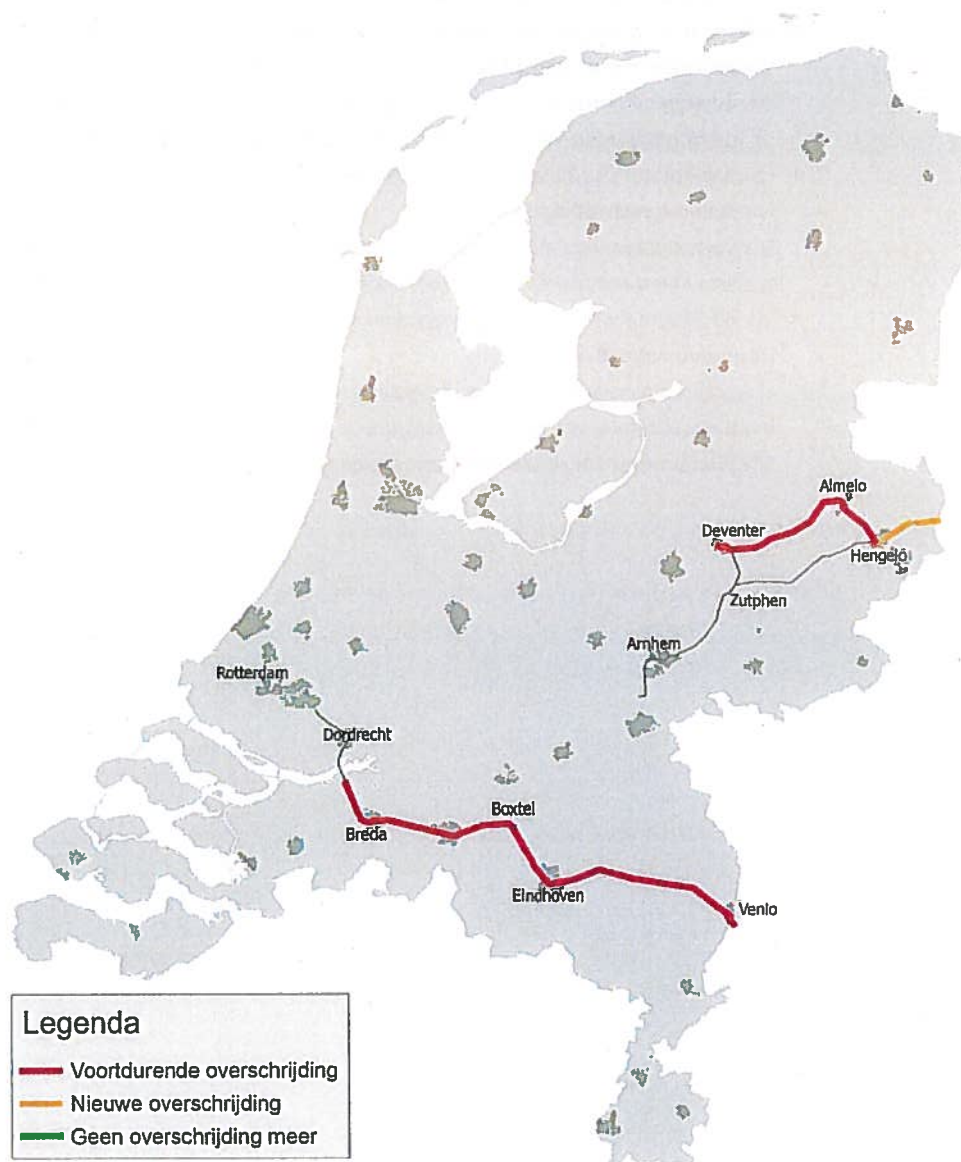 Almelo
Deventer
Hengelo
Zutphen
Arnhem
Rotterdam
Dordrecht
Boxtel
Breda
Eindhoven
Venlo
Legenda
Voortdurende overschrijding
Nieuwe overschrijding
Geen overschrijding meer